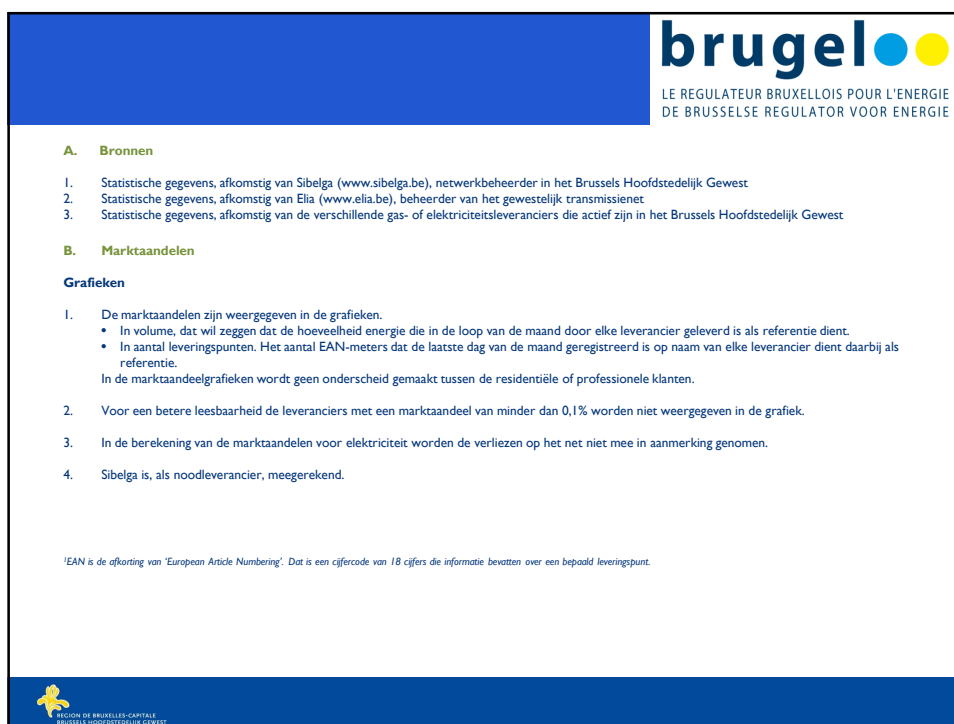 brugel
LE REGULATEUR BRUXELLOIS POUR L'ENERGIE
DE BRUSSELSE REGULATOR VOOR ENERGIE
A. Bronnen
1. Statistische gegevens, afkomstig van Sibelga (www.sibelga.be), netwerkbeheerder in het Brussels Hoofdstedelijk Gewest
2. Statistische gegevens, afkomstig van Elia (www.elia.be), beheerder van het gewestelijk transmissienet
3. Statistische gegevens, afkomstig van de verschillende gas- of elektriciteitsleveranciers die actief zijn in het Brussels Hoofdstedelijk Gewest
B. Marktaandelen
Grafieken
1. De marktaandelen zijn weergegeven in de grafieken.
• In volume, dat wil zeggen dat de hoeveelheid energie die in de loop van de maand door elke leverancier geleverd is als referentie dient.
• In aantal leveringspunten. Het aantal EAN-meters dat de laatste dag van de maand geregistreerd is op naam van elke leverancier dient daarbij als
referentie.
In de marktaandeelgrafieken wordt geen onderscheid gemaakt tussen de residentiële of professionele klanten.
2. Voor een betere leesbaarheid de leveranciers met een marktaandeel van minder dan 0,1% worden niet weergegeven in de grafiek.
3. In de berekening van de marktaandelen voor elektriciteit worden de verliezen op het net niet mee in aanmerking genomen.
4. Sibelga is, als noodleverancier, meegerekend.
¹EAN is de afkorting van 'European Article Numbering'. Dat is een cijfercode van 18 cijfers die informatie bevatten over een bepaald leveringspunt.
REGION DE BRUXELLES-CAPITALE
BRUSSELS HOOFDSTEDELIJK GEWEST